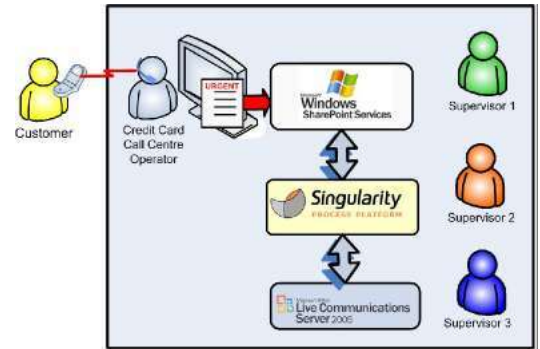 Customer
Credit Card
Call Centre
Operator
URGENT
Windows
SharePoint Services
Singularity
PROCESS PLATFORM
Live Communications
Server 2005
Supervisor 1
Supervisor 2
Supervisor 3